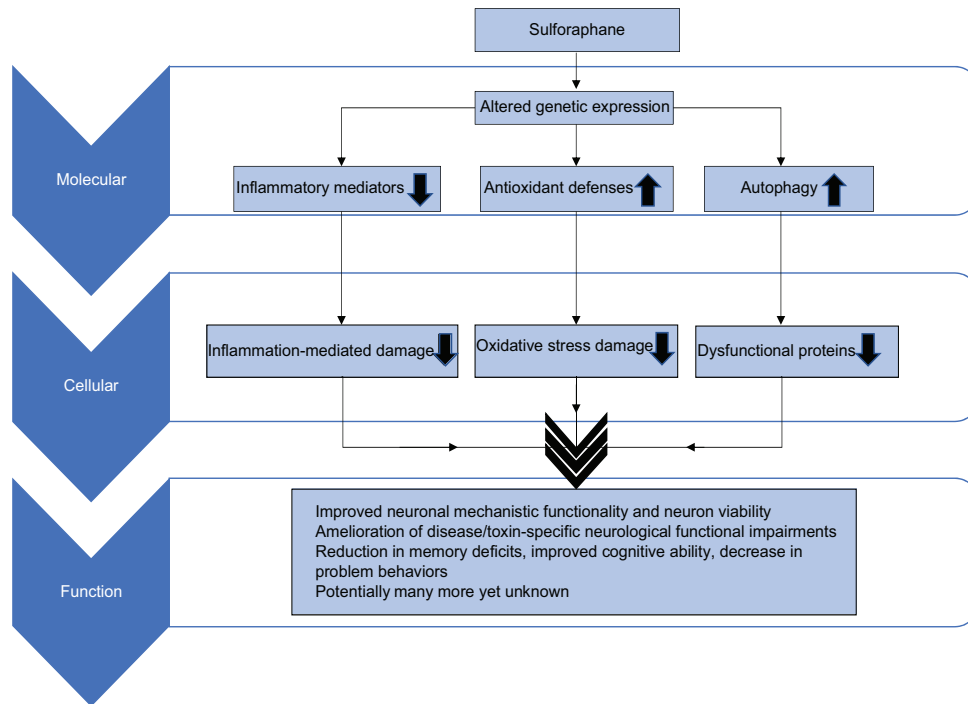 Sulforaphane
Altered genetic expression
Molecular
Inflammatory mediators
Antioxidant defenses
Autophagy
Cellular
Inflammation-mediated damage
Oxidative stress damage
Dysfunctional proteins
Function
Improved neuronal mechanistic functionality and neuron viability
Amelioration of disease/toxin-specific neurological functional impairments
Reduction in memory deficits, improved cognitive ability, decrease in
problem behaviors
Potentially many more yet unknown